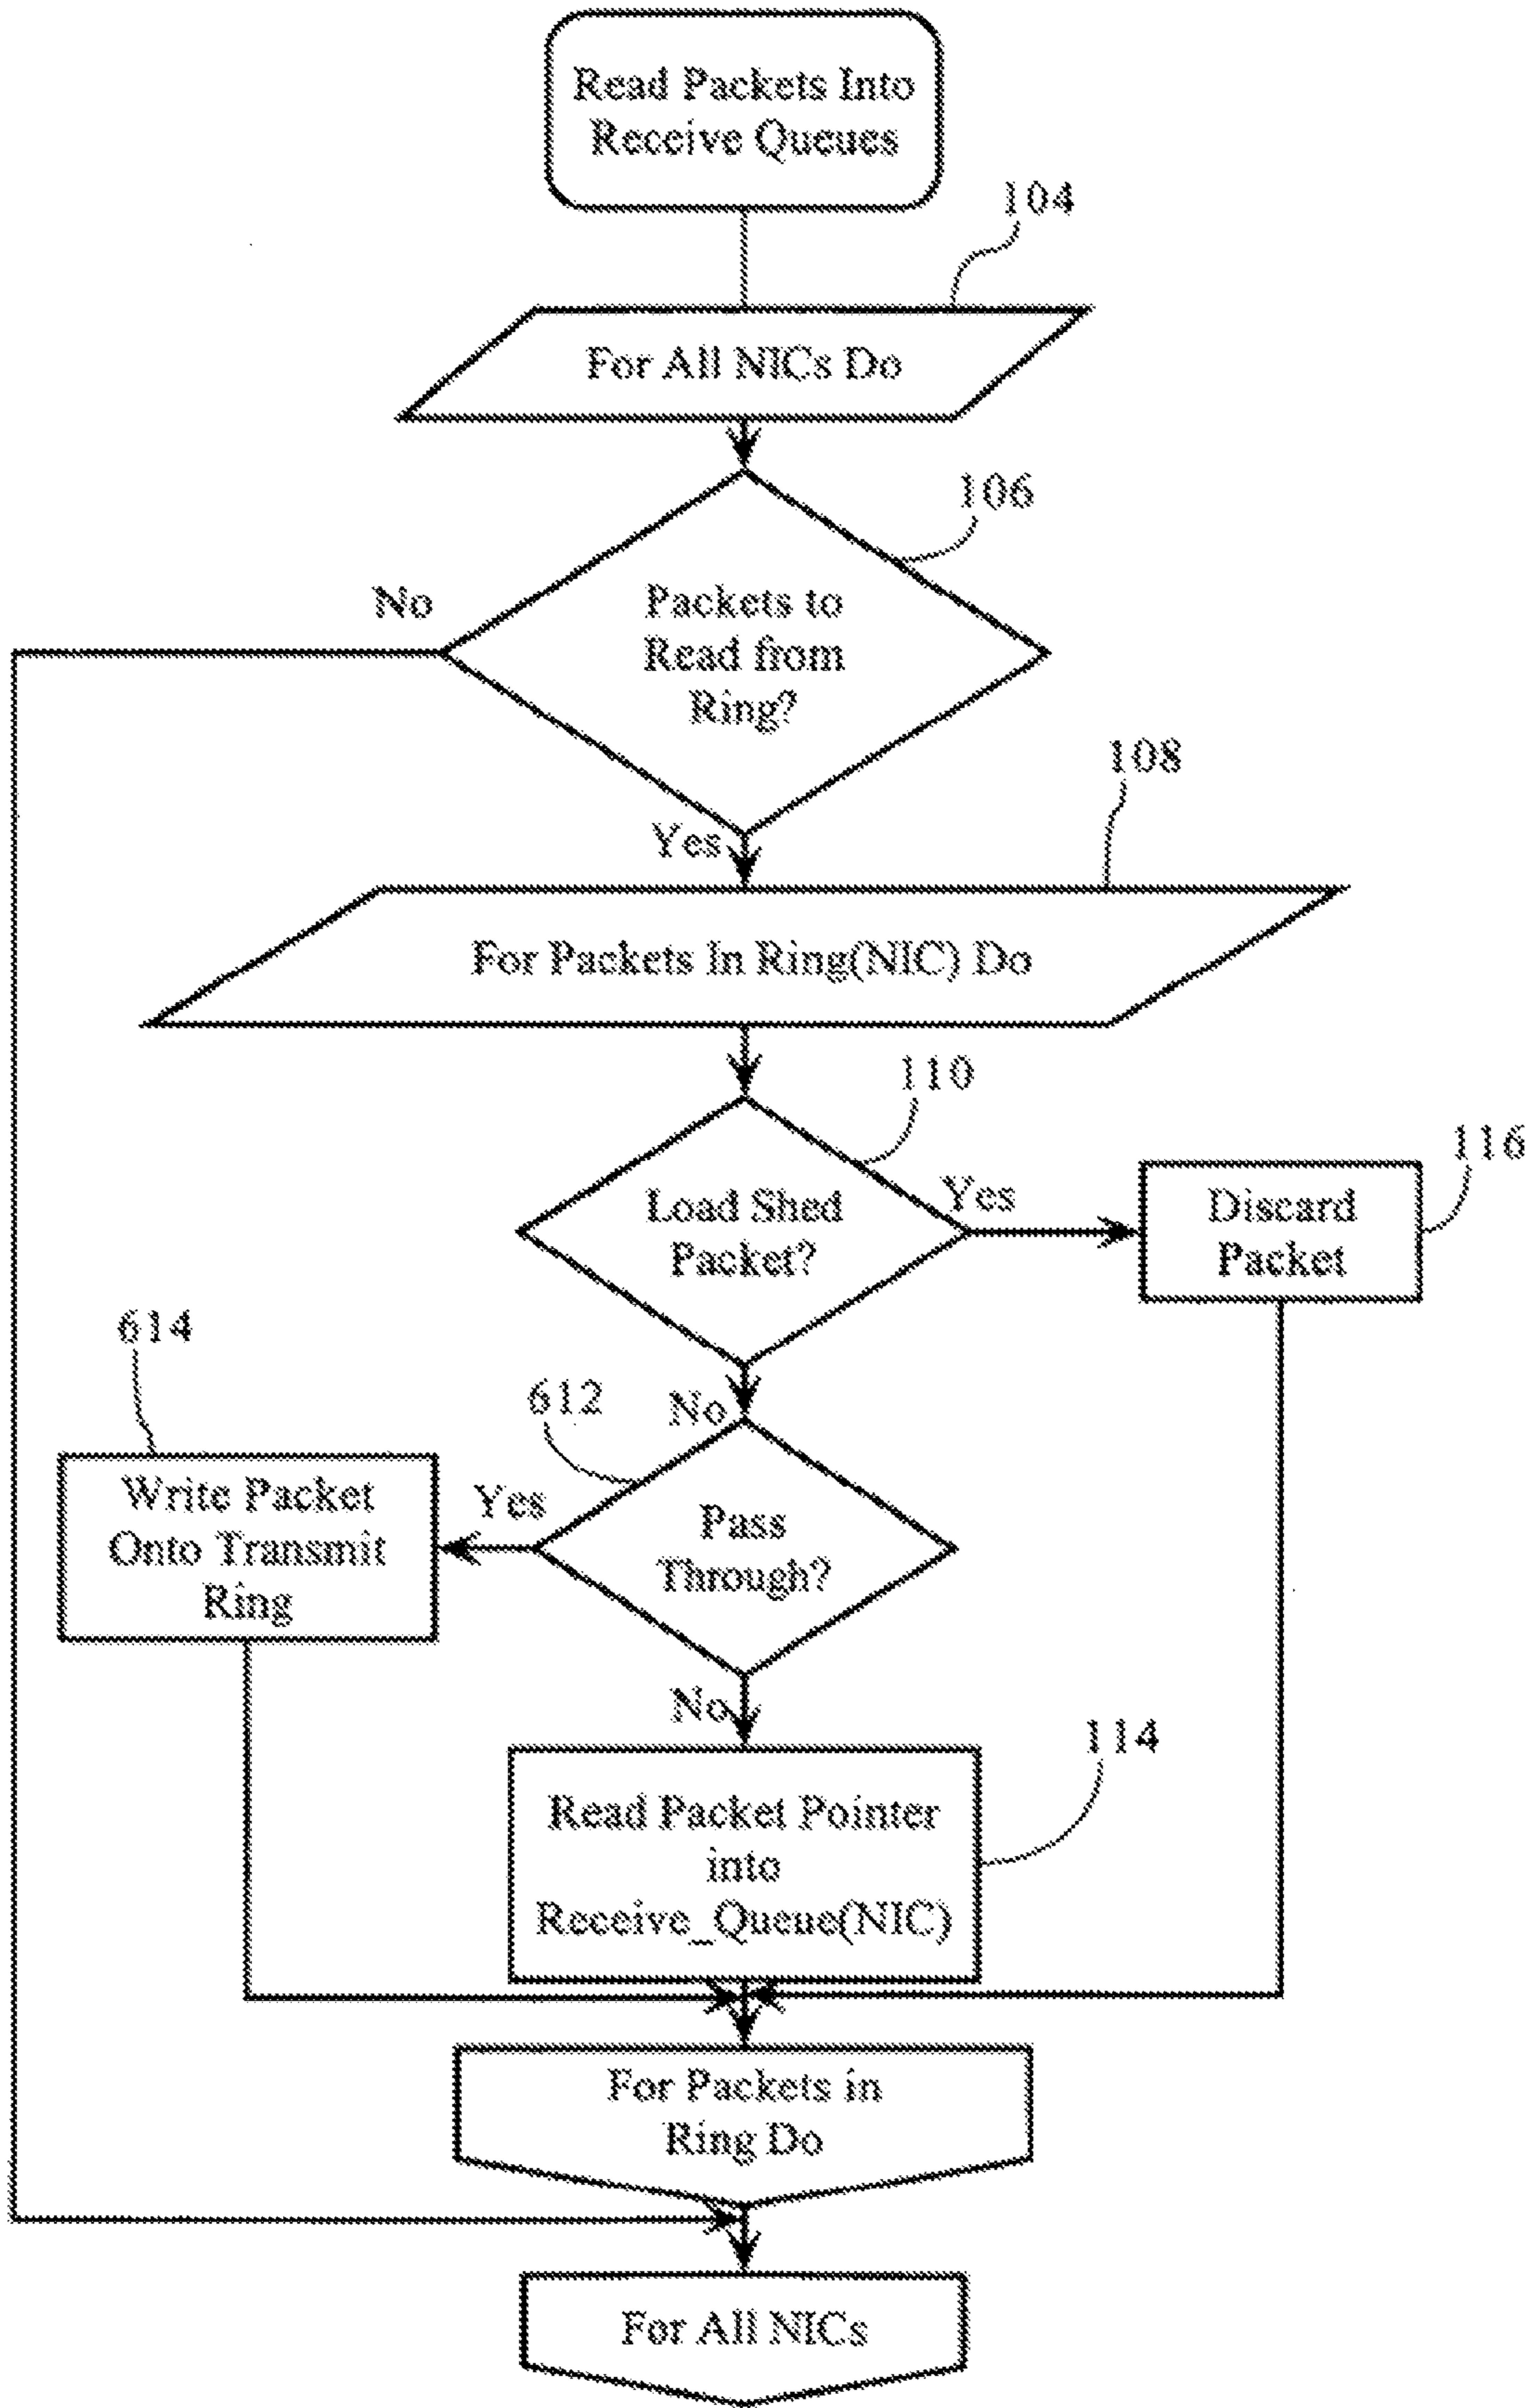 Read Packets Into
Receive Queues
104
For All NICs Do
106
No
Packets to
Read from
Ring?
108
Yes
For Packets In Ring(NIC) Do
110
116
Load Shed
Packet?
Yes
Discard
Packet
614
612
No
Write Packet
Onto Transmit
Ring
Yes
Pass
Through?
No
114
Read Packet Pointer
into
Receive_Queue(NIC)
For Packets in
Ring Do
For All NICs